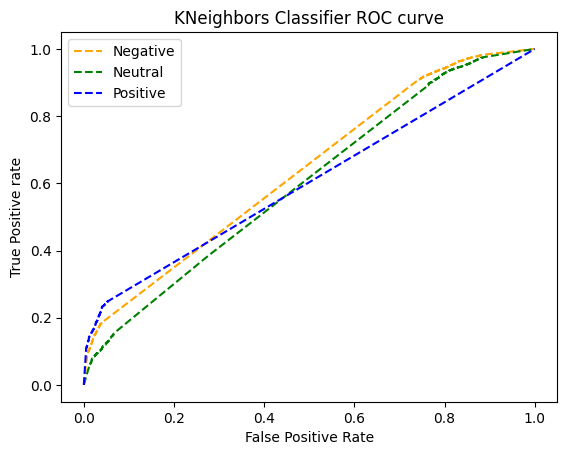 KNeighbors Classifier ROC curve
Negative
Neutral
Positive
True Positive rate
1.0
0.8
0.6
0.4
0.2
0.0
0.0 0.2 0.4 0.6 0.8 1.0
False Positive Rate